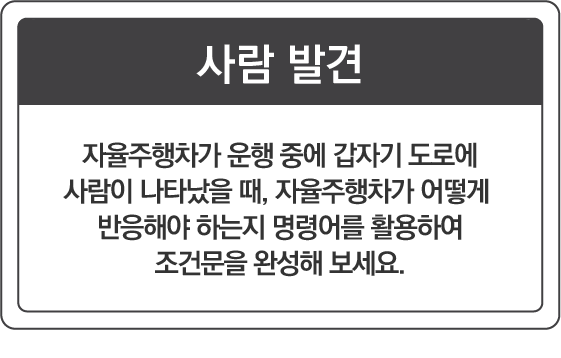 사람 발견
자율주행차가 운행 중에 갑자기 도로에
사람이 나타났을 때, 자율주행차가 어떻게
반응해야 하는지 명령어를 활용하여
조건문을 완성해 보세요.